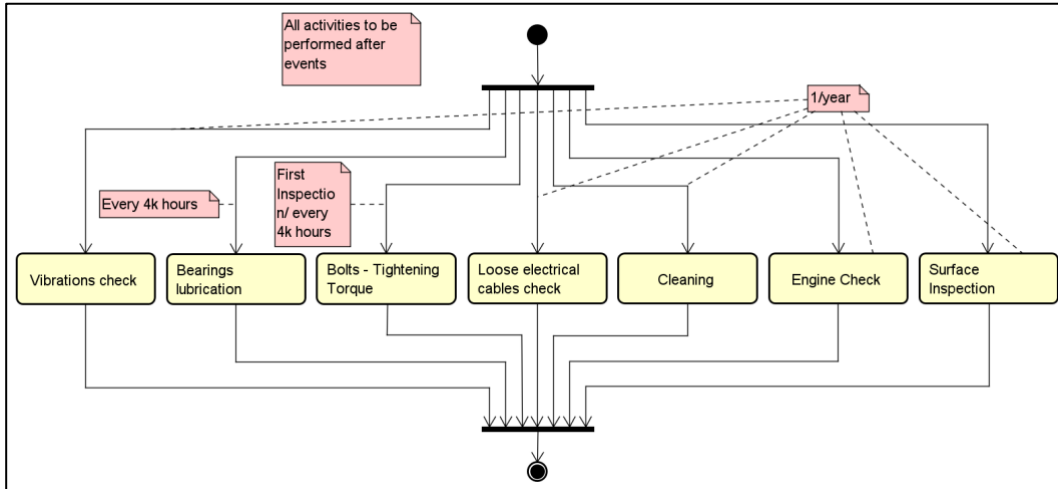 All activities to be
performed after
events
1/year
Every 4k hours
First
Inspectio
n/ every
4k hours
Vibrations check
Bearings
lubrication
Bolts - Tightening
Torque
Loose electrical
cables check
Cleaning
Engine Check
Surface
Inspection